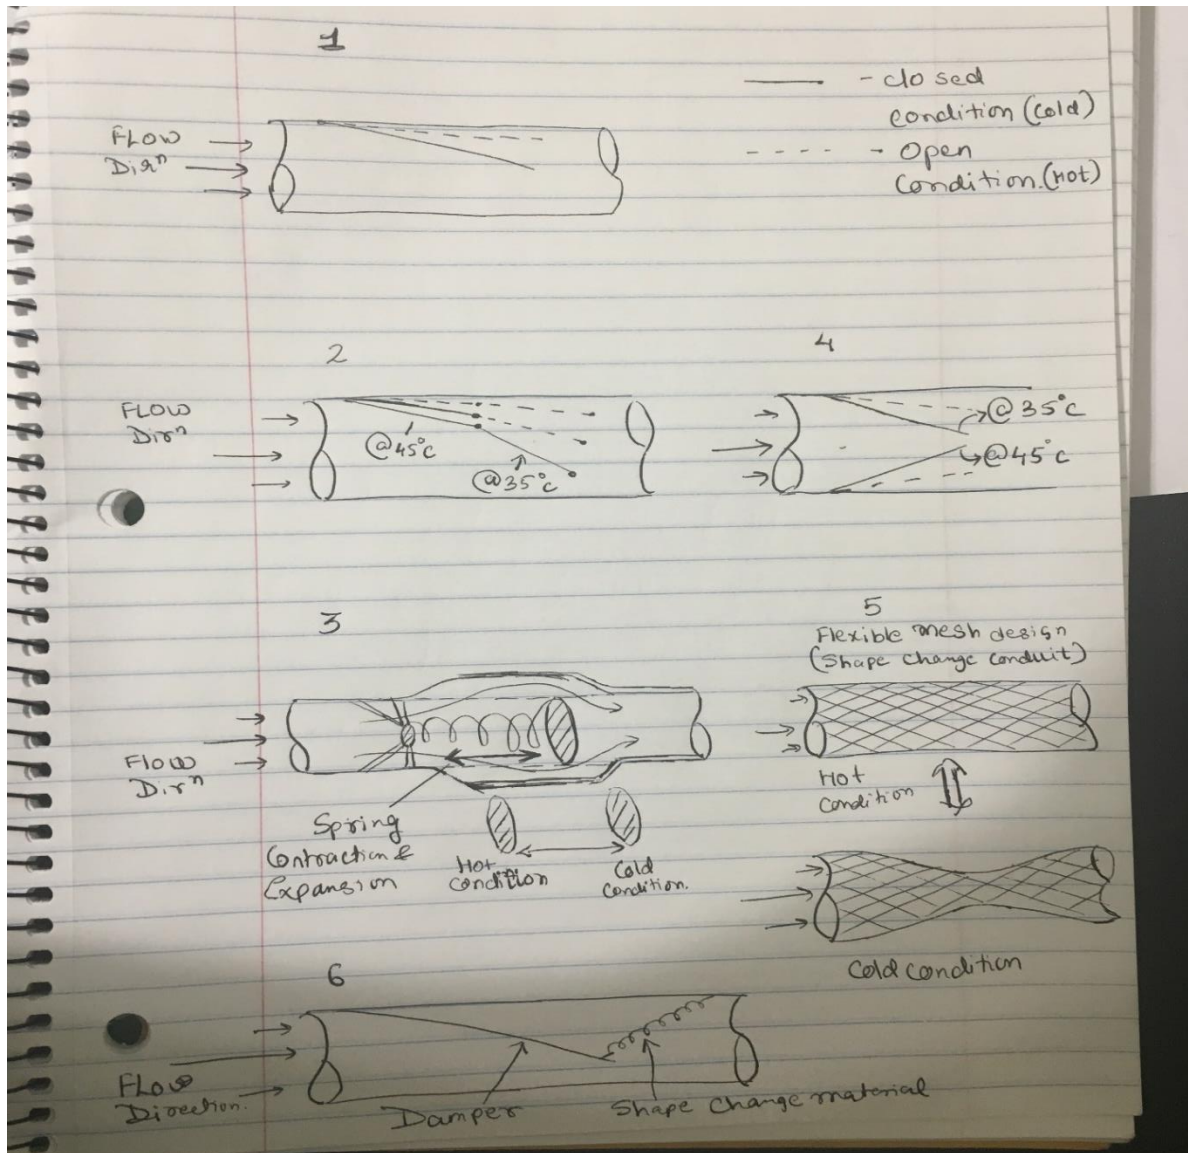 1
- closed
condition (cold)
- Open
Condition. (Hot)
FLOW
Dirⁿ
2
FLOW
Dirⁿ
@45°C
@35°C
4
@35°C
@45°C
3
Flow
Dirⁿ
Spring
Contraction &
Expansion
Hot
condition
Cold
Condition.
5
Flexible mesh design
(Shape change conduit)
Hot
Condition
Cold condition
6
FLOW
Direction.
Damper
Shape change material